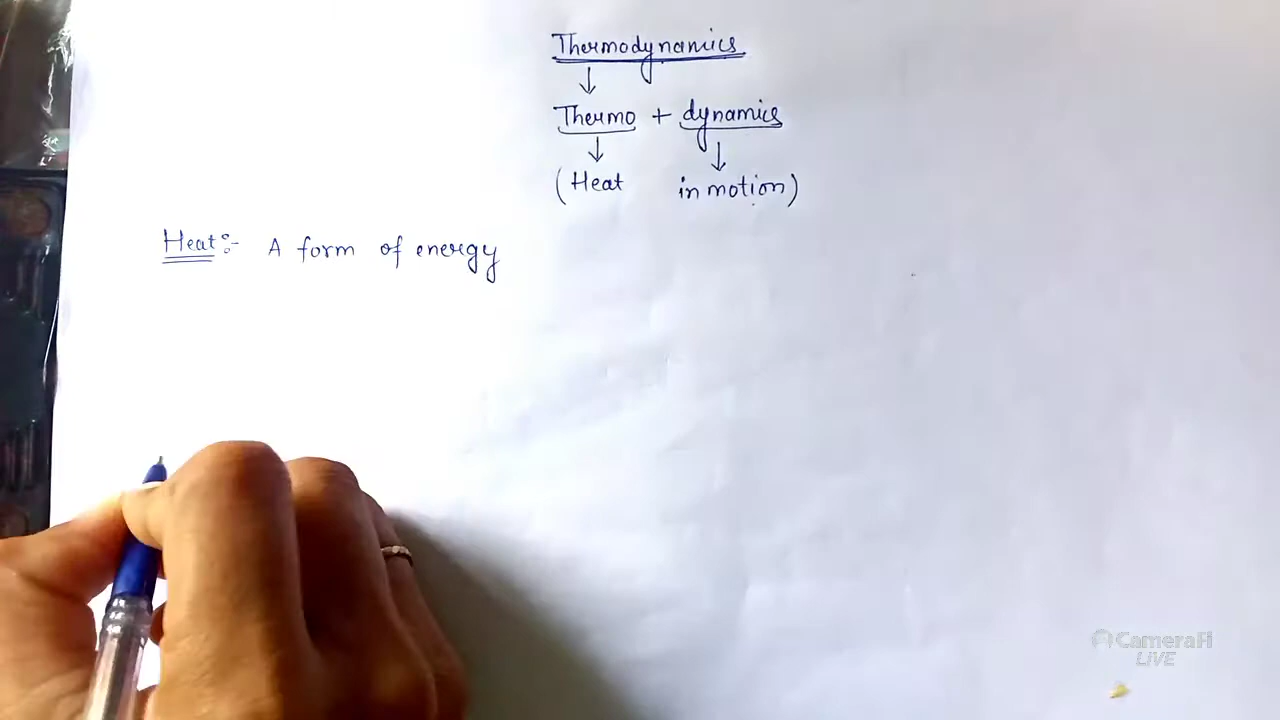 Thermodynamics
↓
Thermo + dynamics
↓ ↓
(Heat in motion)
Heat:- A form of energy
CameraFi
LIVE